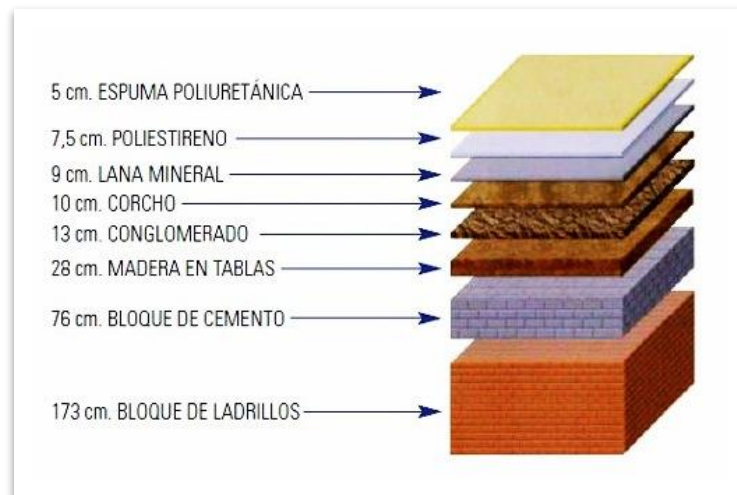 5 cm. ESPUMA POLIURETÁNICA
7,5 cm. POLIESTIRENO
9 cm. LANA MINERAL
10 cm. CORCHO
13 cm. CONGLOMERADO
28 cm. MADERA EN TABLAS
76 cm. BLOQUE DE CEMENTO
173 cm. BLOQUE DE LADRILLOS